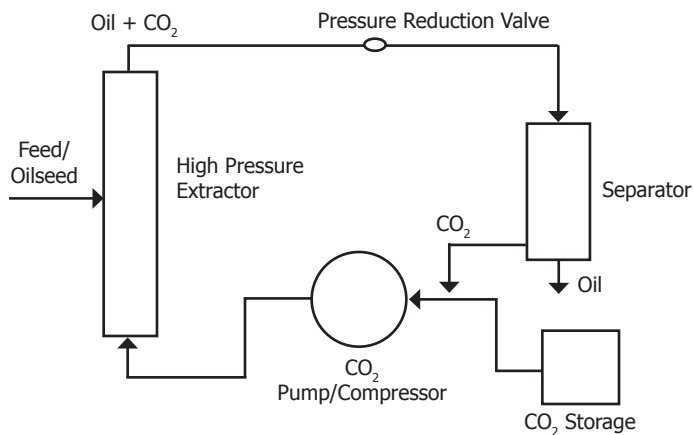 Oil + CO₂
Pressure Reduction Valve
Feed/
Oilseed
High Pressure
Extractor
Separator
CO₂
Oil
CO₂
Pump/Compressor
CO₂ Storage